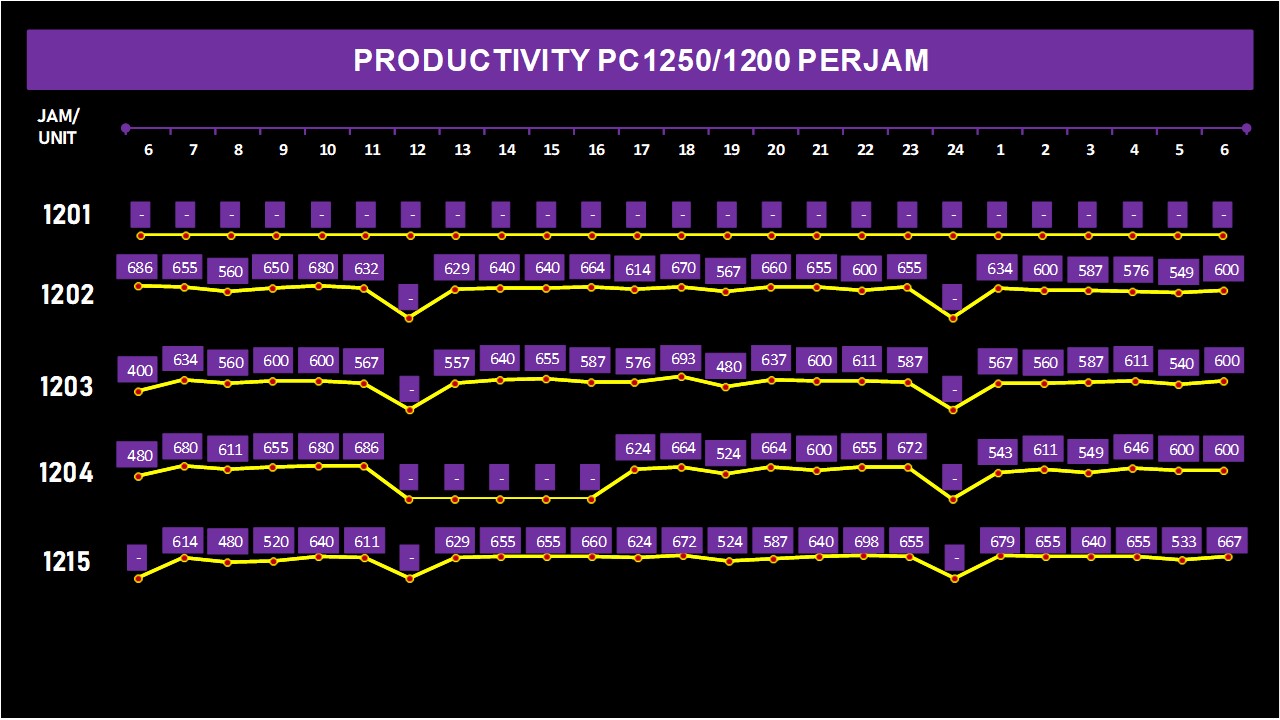 PRODUCTIVITY PC1250/1200 PERJAM
JAM/
UNIT
6 7 8 9 10 11 12 13 14 15 16 17 18 19 20 21 22 23 24 1 2 3 4 5 6
1201 - - - - - - - - - - - - - - - - - - - - - - - - -
1202 686 655 560 650 680 632 - 629 640 640 664 614 670 567 660 655 600 655 - 634 600 587 576 549 600
1203 400 634 560 600 600 567 - 557 640 655 587 576 693 480 637 600 611 587 - 567 560 587 611 540 600
1204 480 680 611 655 680 686 - - - - - 624 664 524 664 600 655 672 - 543 611 549 646 600 600
1215 - 614 480 520 640 611 - 629 655 655 660 624 672 524 587 640 698 655 - 679 655 640 655 533 667